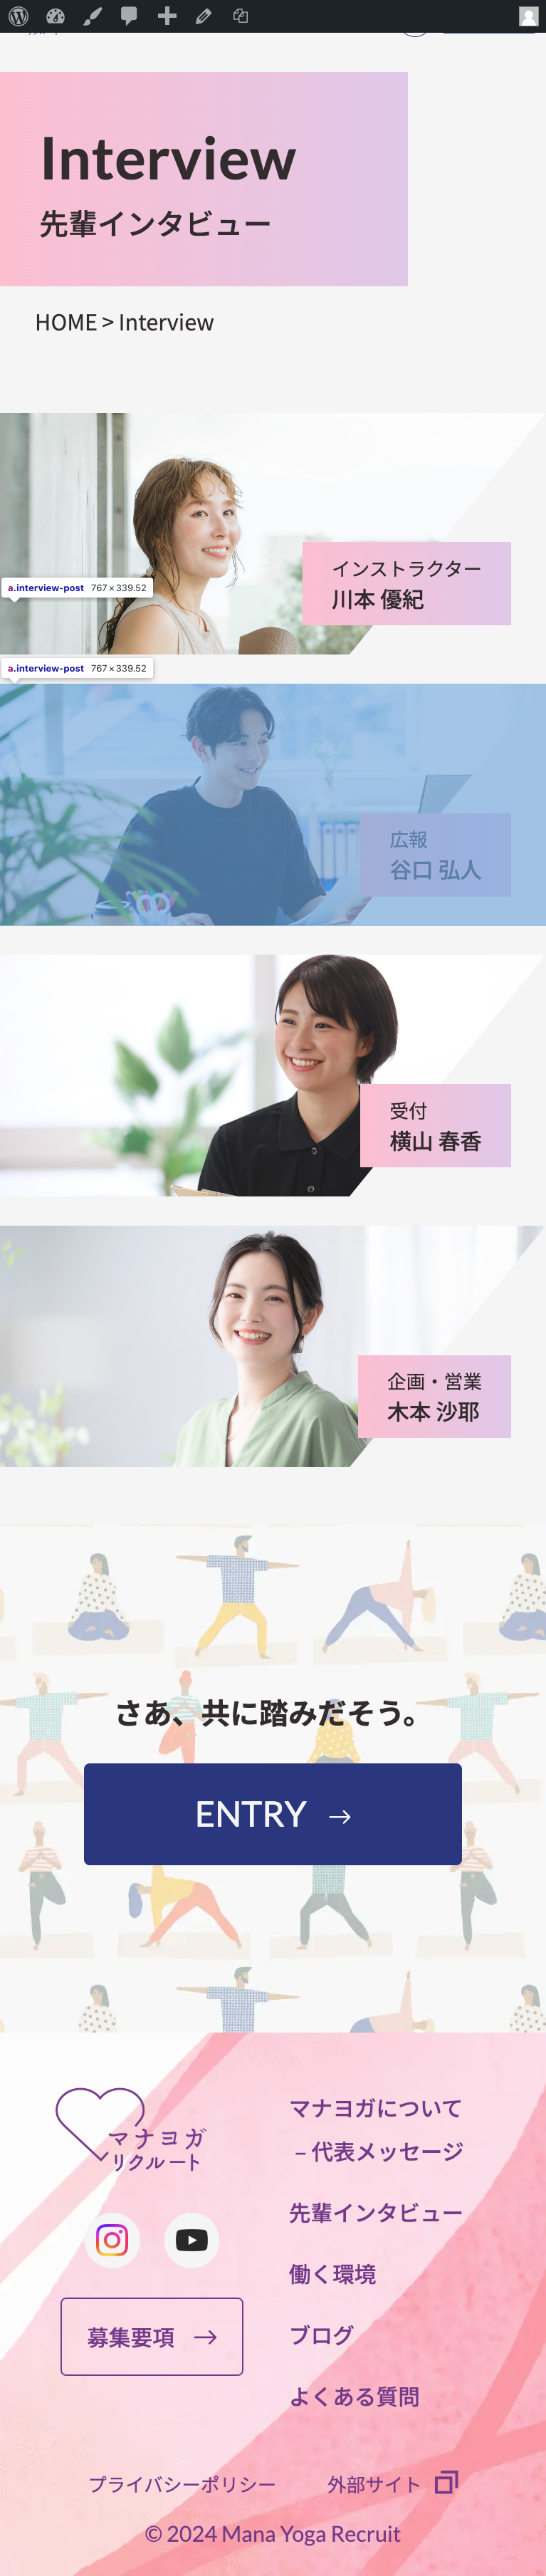 Interview
先輩インタビュー
HOME > Interview
インストラクター
川本 優紀
a.interview-post 767 × 339.52
a.interview-post 767 × 339.52
広報
谷口 弘人
受付
横山 春香
企画・営業
木本 沙耶
さあ、共に踏みだそう。
ENTRY →
マナヨガ
リクルート
募集要項 →
マナヨガについて
– 代表メッセージ
先輩インタビュー
働く環境
ブログ
よくある質問
プライバシーポリシー
外部サイト
© 2024 Mana Yoga Recruit